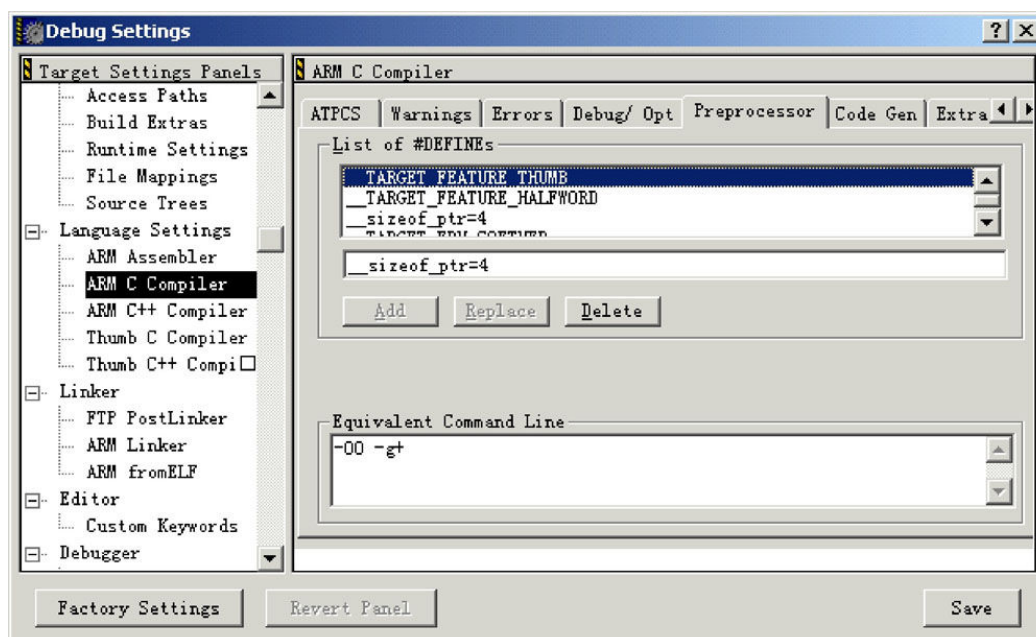 Debug Settings
Target Settings Panels
Access Paths
Build Extras
Runtime Settings
File Mappings
Source Trees
Language Settings
ARM Assembler
ARM C Compiler
ARM C++ Compiler
Thumb C Compiler
Thumb C++ Compi
Linker
FTP PostLinker
ARM Linker
ARM fromELF
Editor
Custom Keywords
Debugger
ARM C Compiler
ATPCS Warnings Errors Debug/ Opt Preprocessor Code Gen Extra
List of #DEFINEs
__TARGET_FEATURE_THUMB
__TARGET_FEATURE_HALFWORD
__sizeof_ptr=4
__sizeof_ptr=4
Add Replace Delete
Equivalent Command Line
-O0 -g+
Factory Settings Revert Panel Save